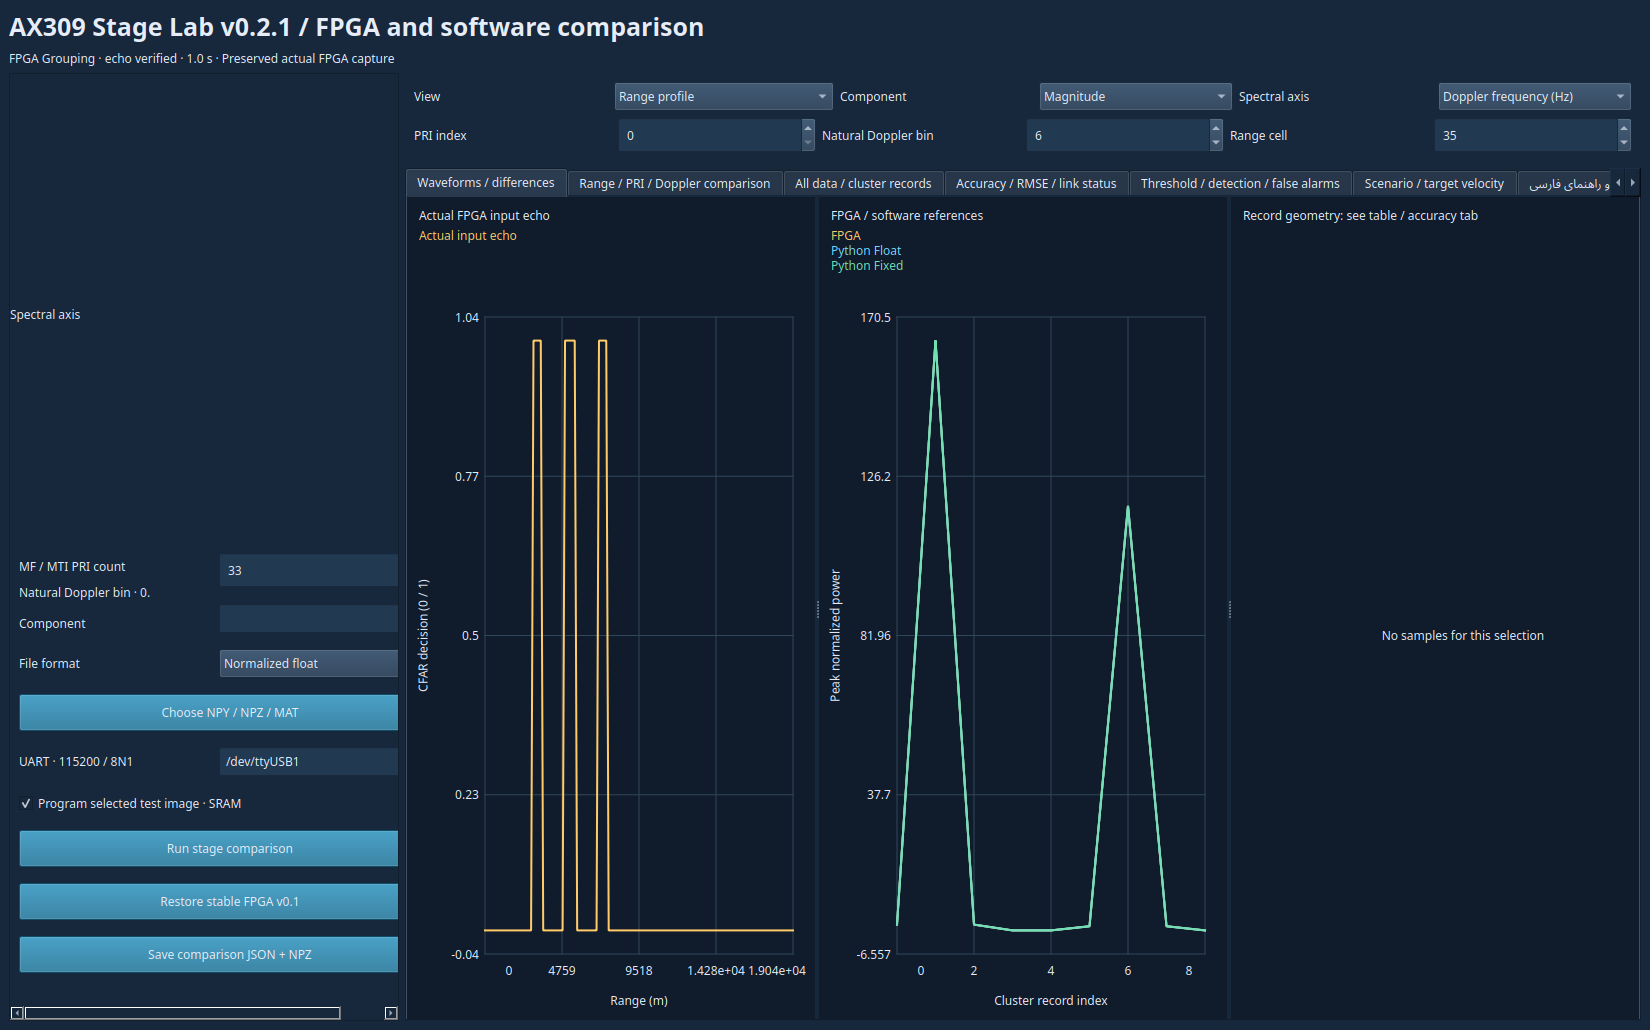 AX309 Stage Lab v0.2.1 / FPGA and software comparison
FPGA Grouping · echo verified · 1.0 s · Preserved actual FPGA capture
View
Range profile
Component
Magnitude
Spectral axis
Doppler frequency (Hz)
PRI index
0
Natural Doppler bin
6
Range cell
35
Waveforms / differences
Range / PRI / Doppler comparison
All data / cluster records
Accuracy / RMSE / link status
Threshold / detection / false alarms
Scenario / target velocity
و راهنمای فارسی
Spectral axis
MF / MTI PRI count
33
Natural Doppler bin · 0.
Component
File format
Normalized float
Choose NPY / NPZ / MAT
UART · 115200 / 8N1
/dev/ttyUSB1
✓ Program selected test image · SRAM
Run stage comparison
Restore stable FPGA v0.1
Save comparison JSON + NPZ
Actual FPGA input echo
Actual input echo
1.04
0.77
0.5
0.23
-0.04
CFAR decision (0 / 1)
0
4759
9518
1.428e+04
1.904e+04
Range (m)
FPGA / software references
FPGA
Python Float
Python Fixed
170.5
126.2
81.96
37.7
-6.557
Peak normalized power
0
2
4
6
8
Cluster record index
Record geometry: see table / accuracy tab
No samples for this selection